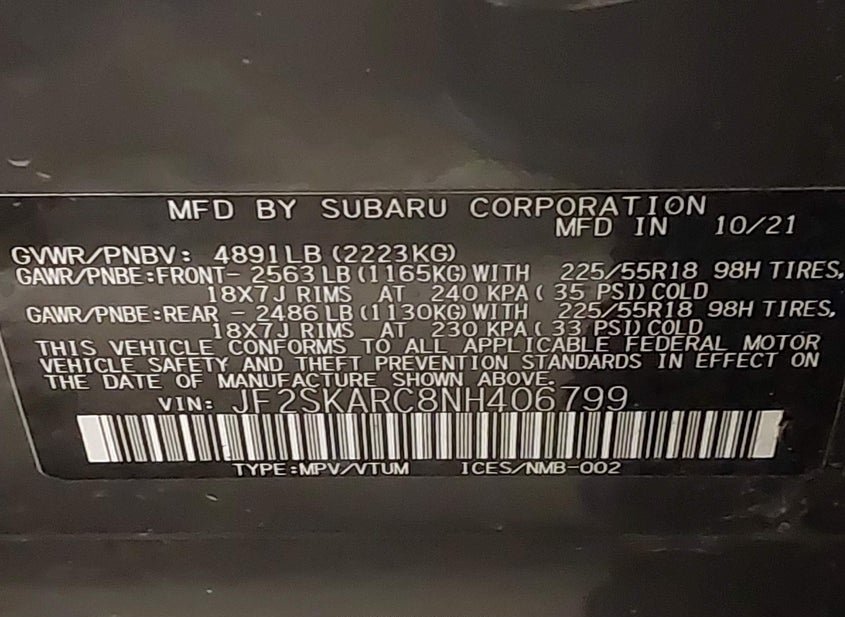 MFD BY SUBARU CORPORATION
MFD IN 10/21
GVWR/PNBV: 4891LB (2223KG)
GAWR/PNBE:FRONT- 2563LB (1165KG) WITH 225/55R18 98H TIRES,
18X7J RIMS AT 240 KPA ( 35 PSI) COLD
GAWR/PNBE:REAR - 2486LB (1130KG) WITH 225/55R18 98H TIRES,
18X7J RIMS AT 230 KPA ( 33 PSI) COLD
THIS VEHICLE CONFORMS TO ALL APPLICABLE FEDERAL MOTOR
VEHICLE SAFETY AND THEFT PREVENTION STANDARDS IN EFFECT ON
THE DATE OF MANUFACTURE SHOWN ABOVE.
VIN: JF2SKARC8NH406799
TYPE:MPV/VTUM ICES/NMB-002